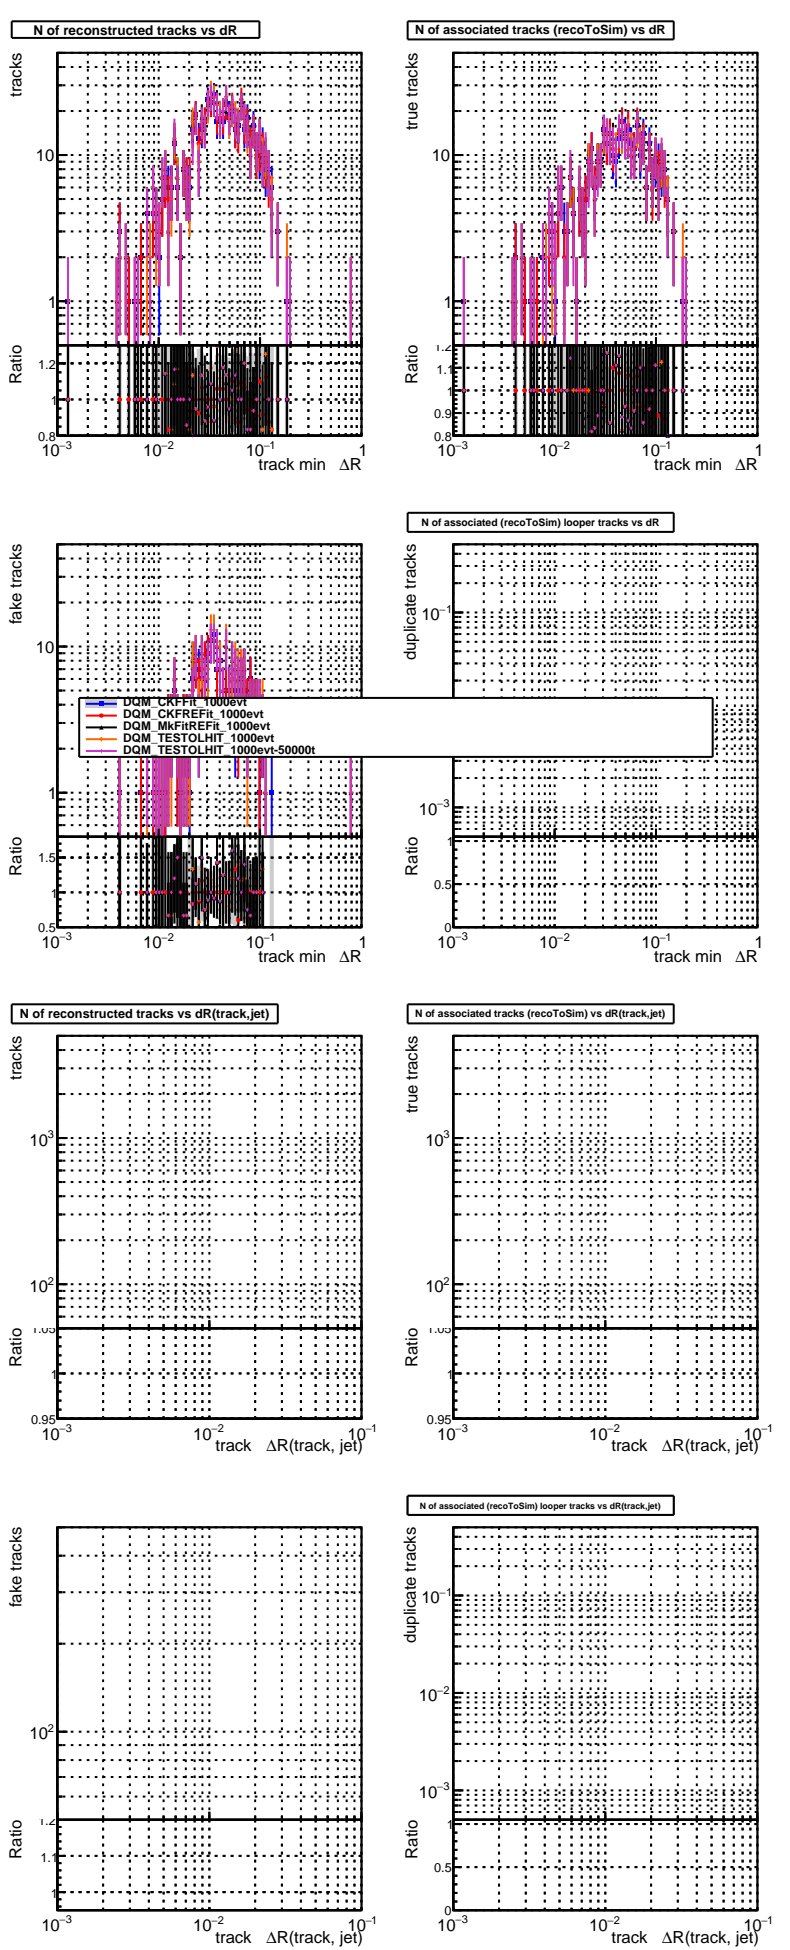 N of reconstructed tracks vs dR
tracks
10
1
Ratio
1.2
1
0.8
10−3 10−2 10−1 1
track min ΔR
N of associated tracks (recoToSim) vs dR
true tracks
10
1
Ratio
1.2
1.1
1
0.9
0.8
10−3 10−2 10−1 1
track min ΔR
fake tracks
10
1
Ratio
1.5
1
0.5
10−3 10−2 10−1 1
track min ΔR
N of associated (recoToSim) looper tracks vs dR
duplicate tracks
10−1
10−3
Ratio
1
0.5
0
10−3 10−2 10−1 1
track min ΔR
DQM_CKFFit_1000evt
DQM_CKFREFit_1000evt
DQM_MkFitREFit_1000evt
DQM_TESTOLHIT_1000evt
DQM_TESTOLHIT_1000evt-50000t
N of reconstructed tracks vs dR(track,jet)
tracks
103
102
Ratio
1.05
1
0.95
10−3 10−2 10−1
track ΔR(track, jet)
N of associated tracks (recoToSim) vs dR(track,jet)
true tracks
103
102
Ratio
1.05
1
0.95
10−3 10−2 10−1
track ΔR(track, jet)
fake tracks
102
Ratio
1.2
1.1
1
10−3 10−2 10−1
track ΔR(track, jet)
N of associated (recoToSim) looper tracks vs dR(track,jet)
duplicate tracks
10−1
10−2
10−3
Ratio
1
0.5
0
10−3 10−2 10−1
track ΔR(track, jet)